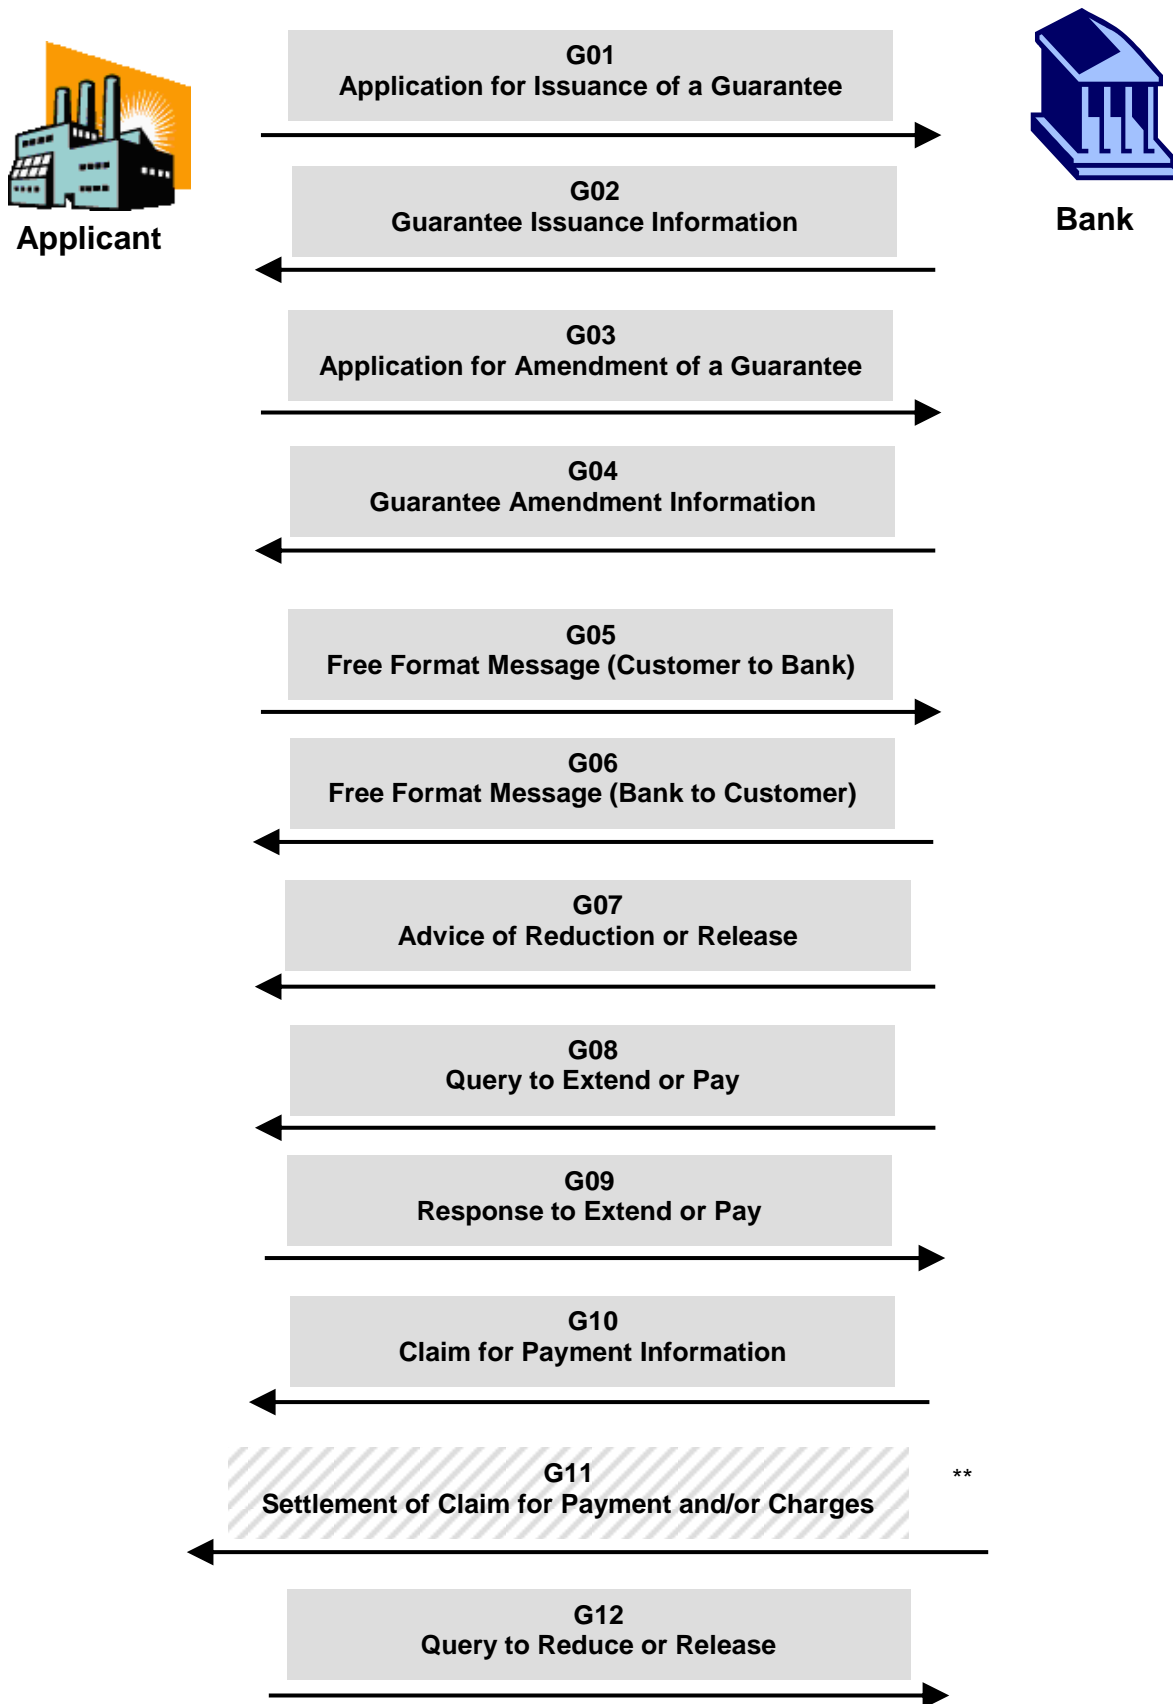 G01
Application for Issuance of a Guarantee
G02
Guarantee Issuance Information
Applicant
Bank
G03
Application for Amendment of a Guarantee
G04
Guarantee Amendment Information
G05
Free Format Message (Customer to Bank)
G06
Free Format Message (Bank to Customer)
G07
Advice of Reduction or Release
G08
Query to Extend or Pay
G09
Response to Extend or Pay
G10
Claim for Payment Information
G11
Settlement of Claim for Payment and/or Charges
**
G12
Query to Reduce or Release